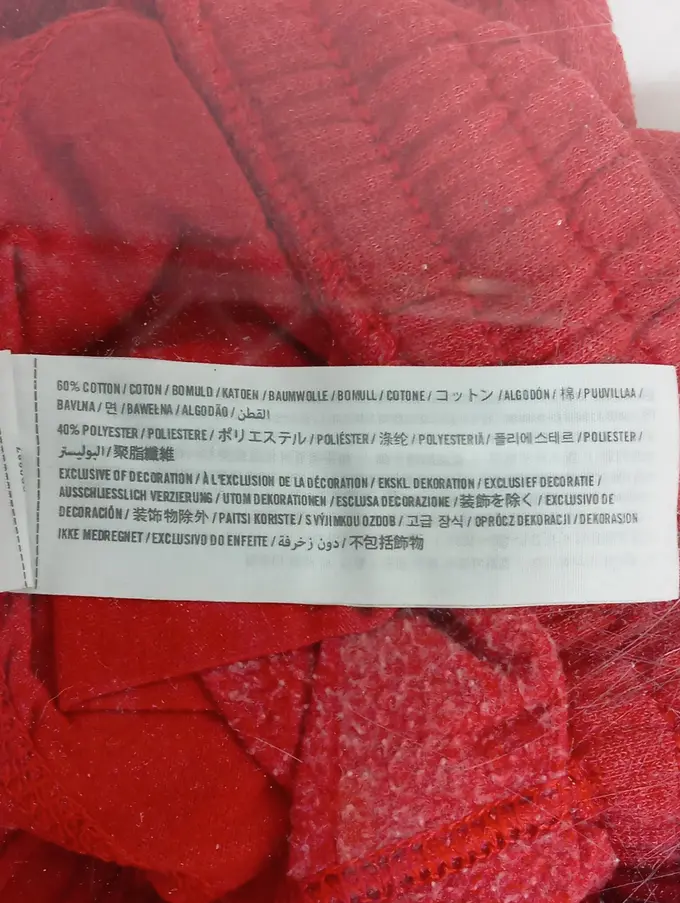 60% COTTON / COTON / BOMULD / KATOEN / BAUMWOLLE / BOMULL / COTONE / コットン / ALGODÓN / 棉 / PUUVILLAA /
BAVLNA / 면 / BAWEŁNA / ALGODÃO / القطن
40% POLYESTER / POLIESTERE / ポリエステル / POLIÉSTER / 涤纶 / POLYESTERIÄ / 폴리에스테르 / POLIESTER /
البوليستر / 聚脂纖維
EXCLUSIVE OF DECORATION / À L'EXCLUSION DE LA DÉCORATION / EKSKL DEKORATION / EXCLUSIEF DECORATIE /
AUSSCHLIESSLICH VERZIERUNG / UTOM DEKORATIONEN / ESCLUSA DECORAZIONE / 装飾を除く / EXCLUSIVO DE
DECORACIÓN / 装饰物除外 / PAITSI KORISTE / S VÝJIMKOU OZDOB / 고급 장식 / OPRÓCZ DEKORACJI / DEKORASJON
IKKE MEDREGNET / EXCLUSIVO DO ENFEITE / دون زخرفة / 不包括飾物